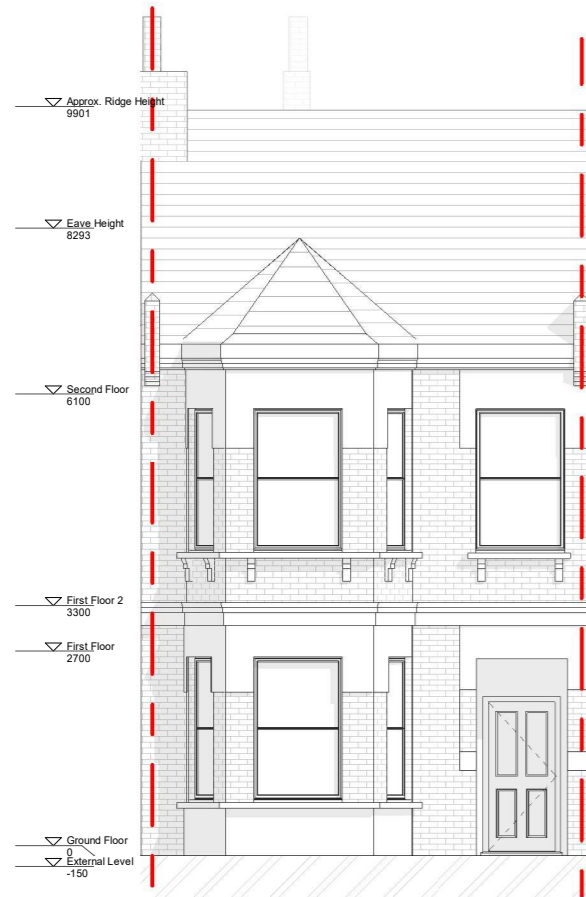 Approx. Ridge Height
9901
Eave Height
8293
Second Floor
6100
First Floor 2
3300
First Floor
2700
Ground Floor
0
External Level
-150